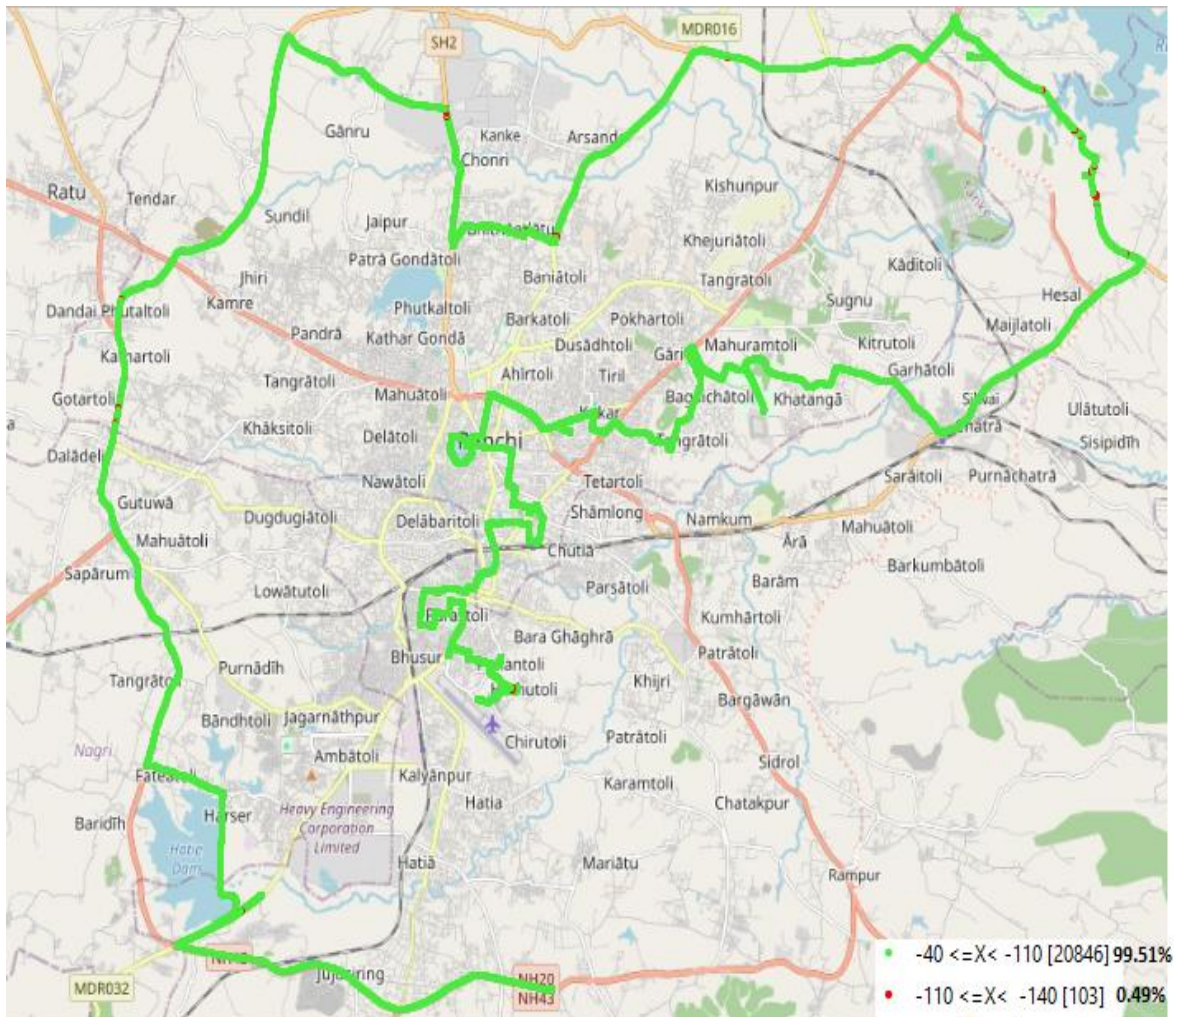 MDR016
SH2
Gānru
Kanke
Arsande
Chonri
Kishunpur
Ratu
Tendar
Sundil
Jaipur
Khejuriātoli
Patrā Gondātoli
Kāditoli
Jhiri
Baniātoli
Tangrātoli
Hesal
Kamre
Phutkaltoli
Sugnu
Dandai Phutaltoli
Barkatoli
Pokhartoli
Maijlatoli
Pandrā
Kathar Gondā
Dusādhtoli
Mahuramtoli
Kitrutoli
Gāri
Garhātoli
Ahirtoli
Tiril
Tangrātoli
Mahuātoli
Khatangā
Gotartoli
Ulātutoli
Khāksitoli
Delātoli
Ranchi
Tangrātoli
Sisipidīh
Nawātoli
Tetartoli
Sarāitoli
Purnāchatrā
Gutuwā
Dugdugiātoli
Delābaritoli
Shāmlong
Namkum
Mahuātoli
Mahuātoli
Chutiā
Ārā
Sapārum
Parsātoli
Barām
Barkumbātoli
Lowātutoli
Kumhārtoli
Bara Ghāghrā
Bhusur
Patrātoli
Purnādīh
Khijri
Bargāwān
Bāndhtoli
Jagarnāthpur
Nagri
Chirutoli
Patrātoli
Ambātoli
Sidrol
Kalyānpur
Karamtoli
Hatia
Chatakpur
Heavy Engineering
Corporation
Limited
Baridīh
Hatiā
Mariātu
Rampur
NH20
NH43
MDR032
-40 <=X< -110 [20846] 99.51%
-110 <=X< -140 [103] 0.49%